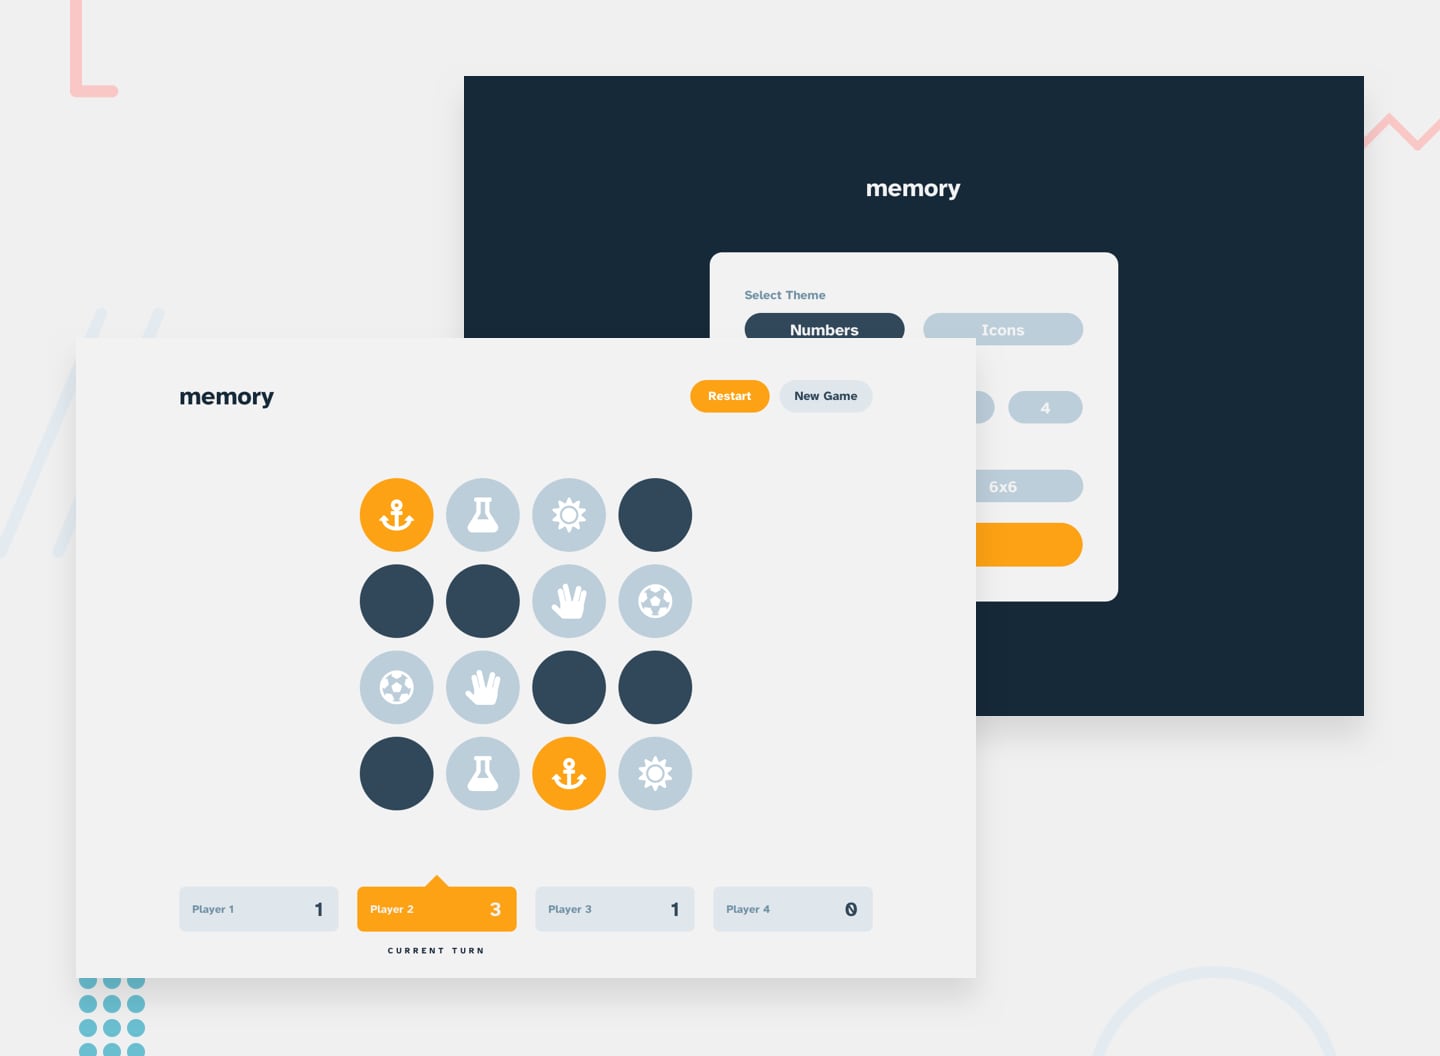 memory
Select Theme
Numbers Icons
4
6x6
memory
Restart New Game
Player 1 1
Player 2 3
Player 3 1
Player 4 0
CURRENT TURN